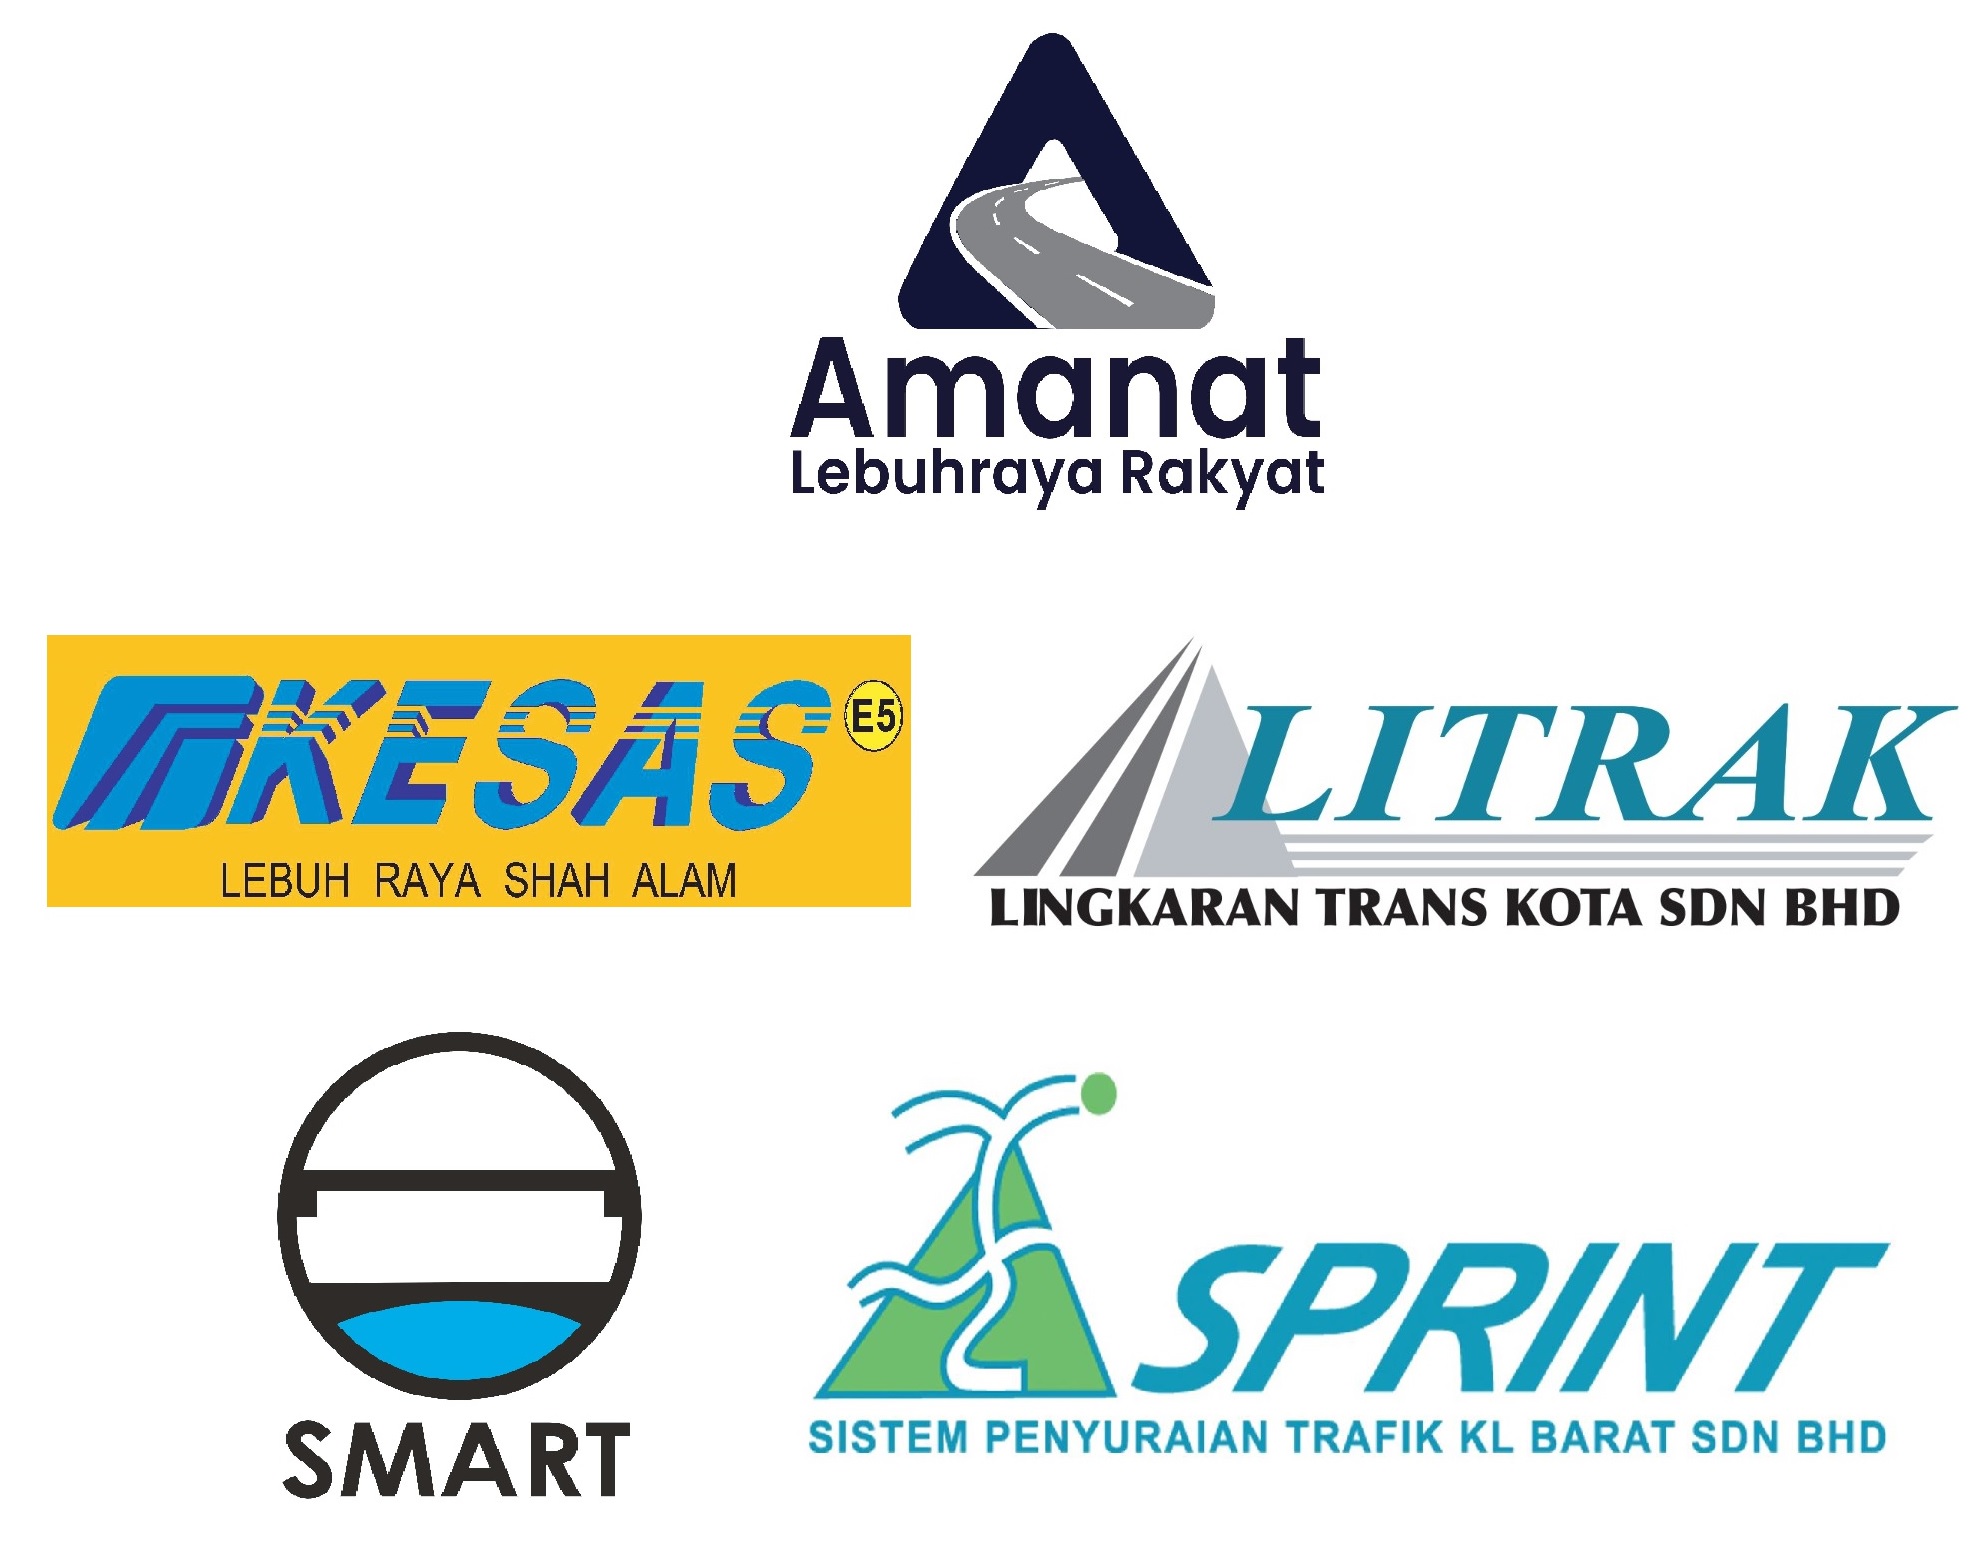 Amanat
Lebuhraya Rakyat
KESAS E5
LEBUH RAYA SHAH ALAM
LITRAK
LINGKARAN TRANS KOTA SDN BHD
SMART
SPRINT
SISTEM PENYURAIAN TRAFIK KL BARAT SDN BHD